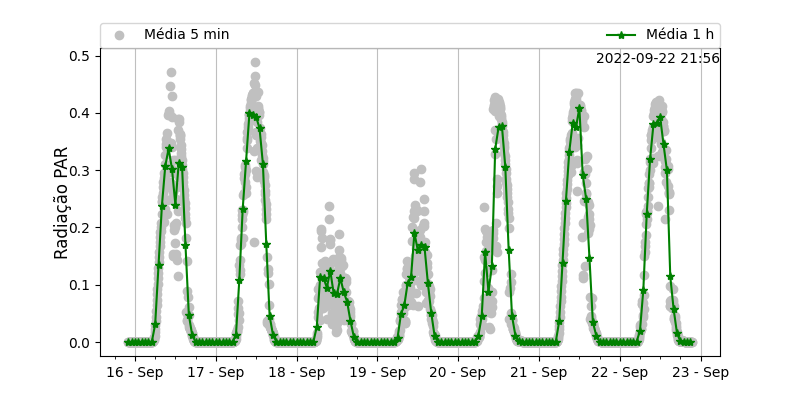 Média 5 min
Média 1 h
2022-09-22 21:56
Radiação PAR
0.5
0.4
0.3
0.2
0.1
0.0
16 - Sep
17 - Sep
18 - Sep
19 - Sep
20 - Sep
21 - Sep
22 - Sep
23 - Sep